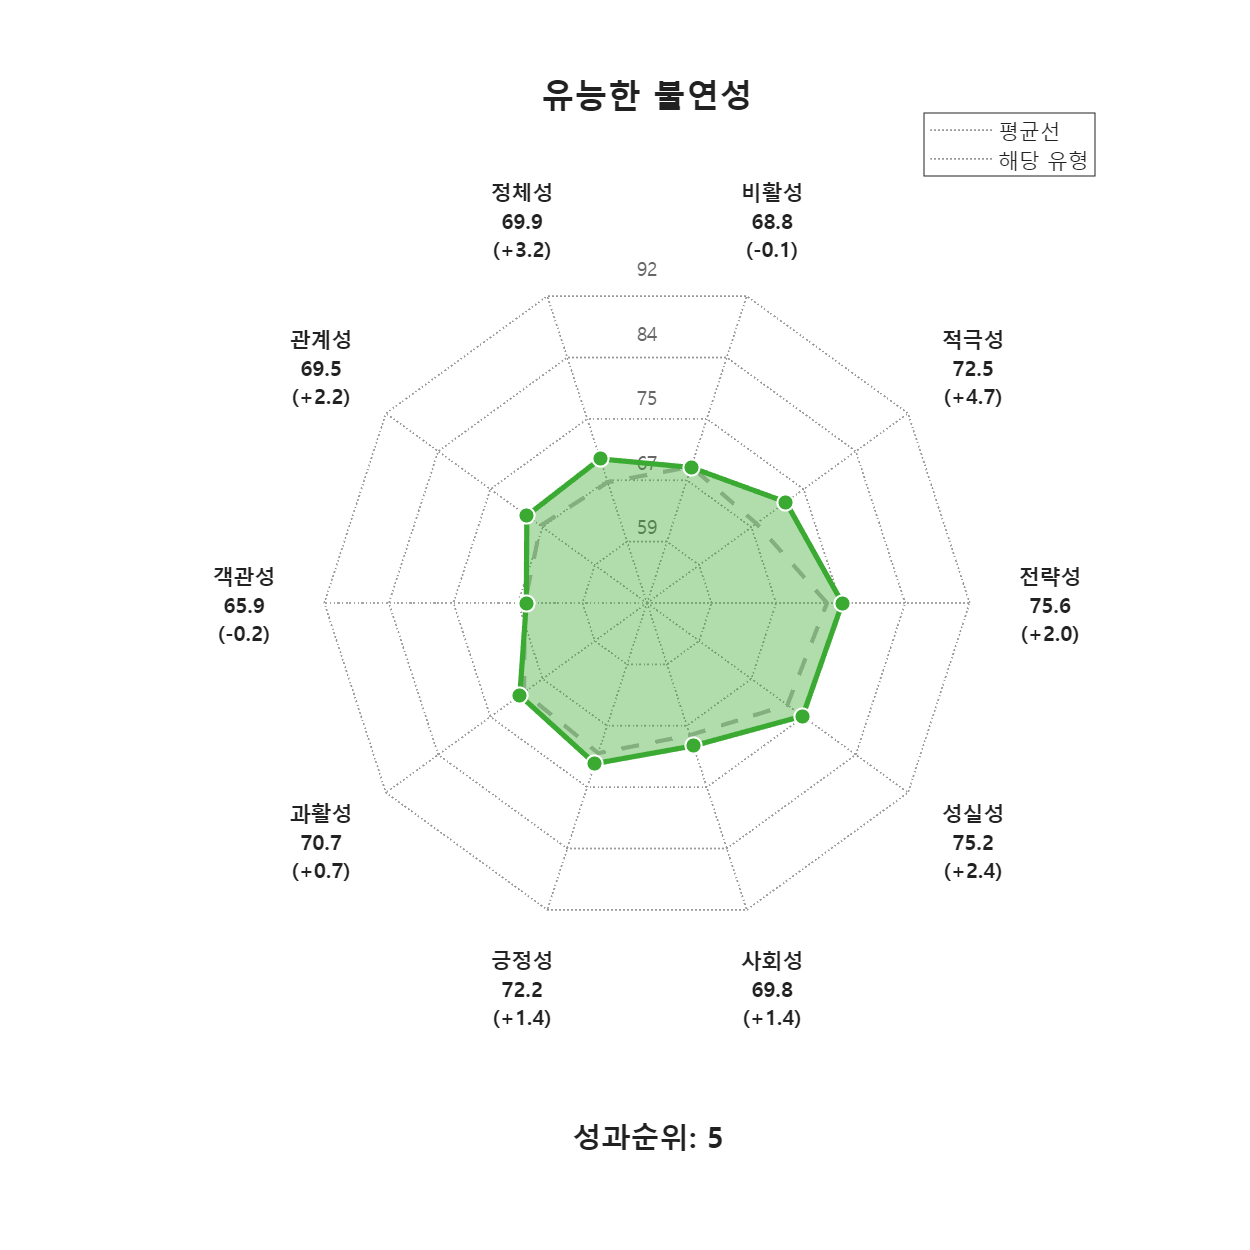 유능한 불연성
평균선
해당 유형
정체성
69.9
(+3.2)
비활성
68.8
(-0.1)
92
84
75
67
59
관계성
69.5
(+2.2)
적극성
72.5
(+4.7)
객관성
65.9
(-0.2)
전략성
75.6
(+2.0)
과활성
70.7
(+0.7)
성실성
75.2
(+2.4)
긍정성
72.2
(+1.4)
사회성
69.8
(+1.4)
성과순위: 5